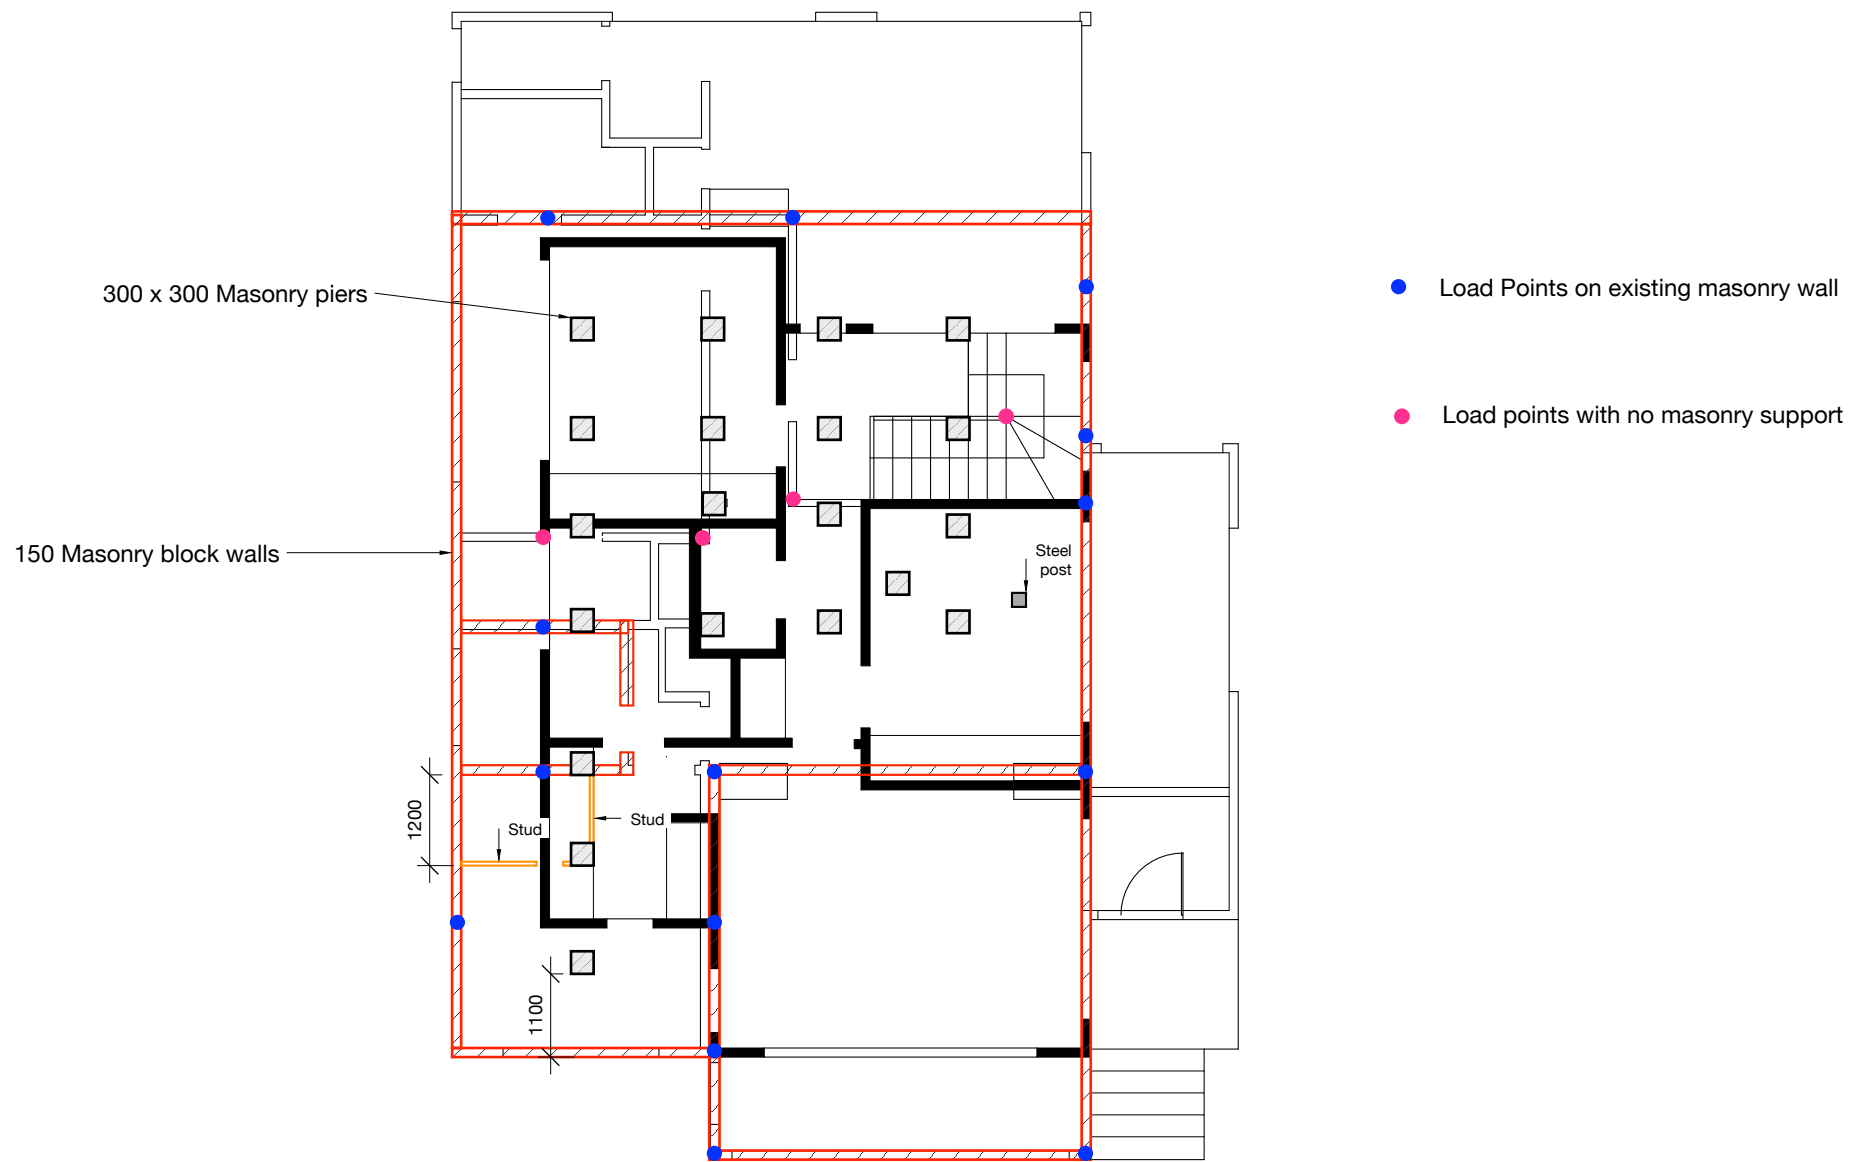 300 x 300 Masonry piers
Load Points on existing masonry wall
Load points with no masonry support
150 Masonry block walls
Steel
post
1200
Stud
Stud
1100